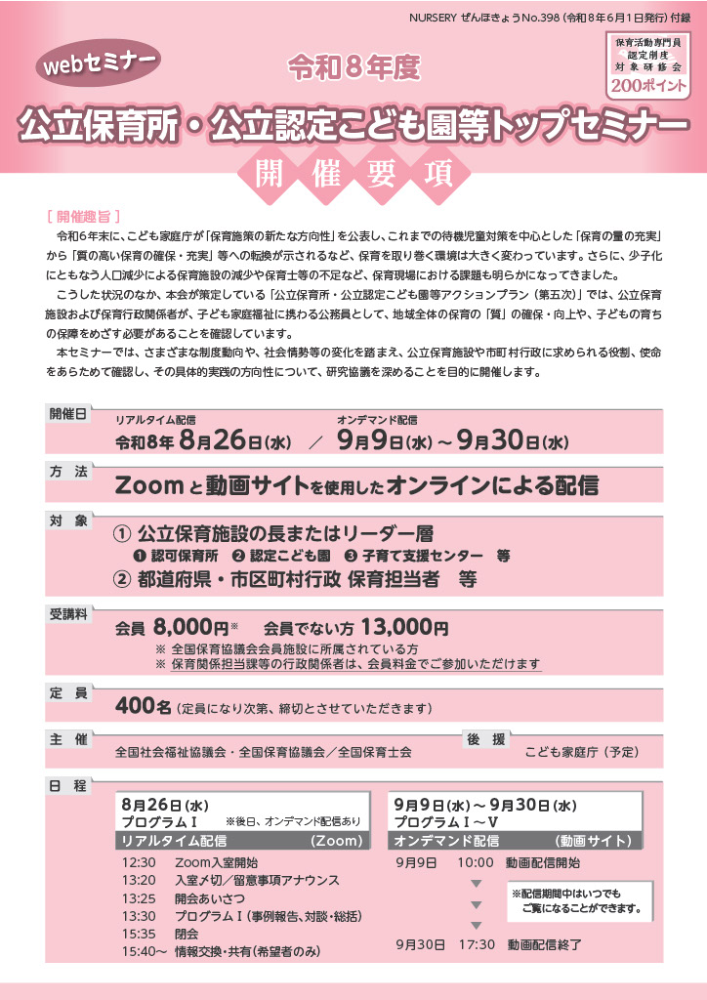 NURSERY ぜんほきょうNo.398（令和8年6月1日発行）付録
webセミナー
令和8年度
保育活動専門員
認定制度
対象研修会
200ポイント
公立保育所・公立認定こども園等トップセミナー
開催要項
［開催趣旨］
令和6年末に、こども家庭庁が「保育施策の新たな方向性」を公表し、これまでの待機児童対策を中心とした「保育の量の充実」
から「質の高い保育の確保・充実」等への転換が示されるなど、保育を取り巻く環境は大きく変わっています。さらに、少子化
にともなう人口減少による保育施設の減少や保育士等の不足など、保育現場における課題も明らかになってきました。
こうした状況のなか、本会が策定している「公立保育所・公立認定こども園等アクションプラン（第五次）」では、公立保育
施設および保育行政関係者が、子ども家庭福祉に携わる公務員として、地域全体の保育の「質」の確保・向上や、子どもの育ち
の保障をめざす必要があることを確認しています。
本セミナーでは、さまざまな制度動向や、社会情勢等の変化を踏まえ、公立保育施設や市町村行政に求められる役割、使命
をあらためて確認し、その具体的実践の方向性について、研究協議を深めることを目的に開催します。
開催日
リアルタイム配信 オンデマンド配信
令和8年 8月26日（水） ／ 9月9日（水）～9月30日（水）
方法
Zoomと動画サイトを使用したオンラインによる配信
対象
① 公立保育施設の長またはリーダー層
❶ 認可保育所 ❷ 認定こども園 ❸ 子育て支援センター 等
② 都道府県・市区町村行政 保育担当者 等
受講料
会員 8,000円※ 会員でない方 13,000円
※ 全国保育協議会会員施設に所属されている方
※ 保育関係担当課等の行政関係者は、会員料金でご参加いただけます
定員
400名（定員になり次第、締切とさせていただきます）
主催
全国社会福祉協議会・全国保育協議会／全国保育士会
後援
こども家庭庁（予定）
日程
8月26日（水）
プログラムⅠ ※後日、オンデマンド配信あり
リアルタイム配信 （Zoom）
12:30 Zoom入室開始
13:20 入室〆切／留意事項アナウンス
13:25 開会あいさつ
13:30 プログラムⅠ（事例報告、対談・総括）
15:35 閉会
15:40～ 情報交換・共有（希望者のみ）
9月9日（水）～9月30日（水）
プログラムⅠ～Ⅴ
オンデマンド配信 （動画サイト）
9月9日 10:00 動画配信開始
※配信期間中はいつでも
ご覧になることができます。
9月30日 17:30 動画配信終了